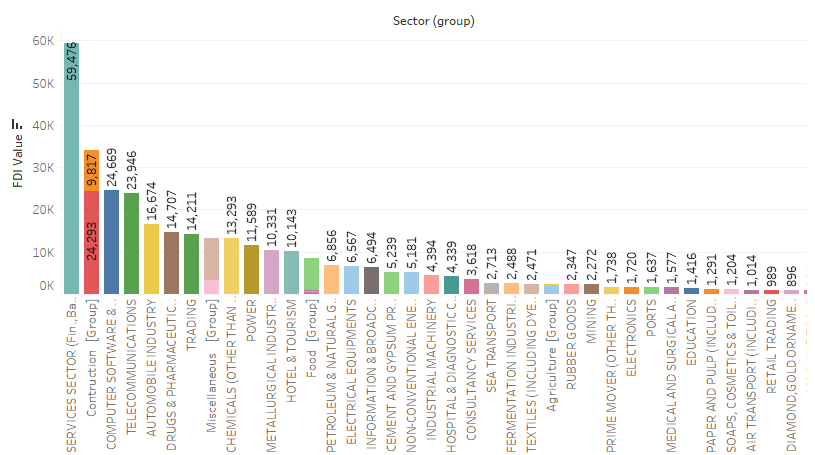 Sector (group)
FDI Value
60K
50K
40K
30K
20K
10K
0K
59,476
9,817
24,293
24,669
23,946
16,674
14,707
14,211
13,293
11,589
10,331
10,143
6,856
6,567
6,494
5,239
5,181
4,394
4,339
3,618
2,713
2,488
2,471
2,347
2,272
1,738
1,720
1,637
1,577
1,416
1,291
1,204
1,014
989
896
SERVICES SECTOR (Fin.,Ba..
Contruction [Group]
COMPUTER SOFTWARE & ..
TELECOMMUNICATIONS
AUTOMOBILE INDUSTRY
DRUGS & PHARMACEUTIC..
TRADING
Miscellaneous [Group]
CHEMICALS (OTHER THAN ..
POWER
METALLURGICAL INDUSTR..
HOTEL & TOURISM
Food [Group]
PETROLEUM & NATURAL G..
ELECTRICAL EQUIPMENTS
INFORMATION & BROADC..
CEMENT AND GYPSUM PR..
NON-CONVENTIONAL ENE..
INDUSTRIAL MACHINERY
HOSPITAL & DIAGNOSTIC C..
CONSULTANCY SERVICES
SEA TRANSPORT
FERMENTATION INDUSTRI..
TEXTILES (INCLUDING DYE..
Agriculture [Group]
RUBBER GOODS
MINING
PRIME MOVER (OTHER TH..
ELECTRONICS
PORTS
MEDICAL AND SURGICAL A..
EDUCATION
PAPER AND PULP (INCLUD..
SOAPS, COSMETICS & TOIL..
AIR TRANSPORT (INCLUDI..
RETAIL TRADING
DIAMOND,GOLD ORNAME..